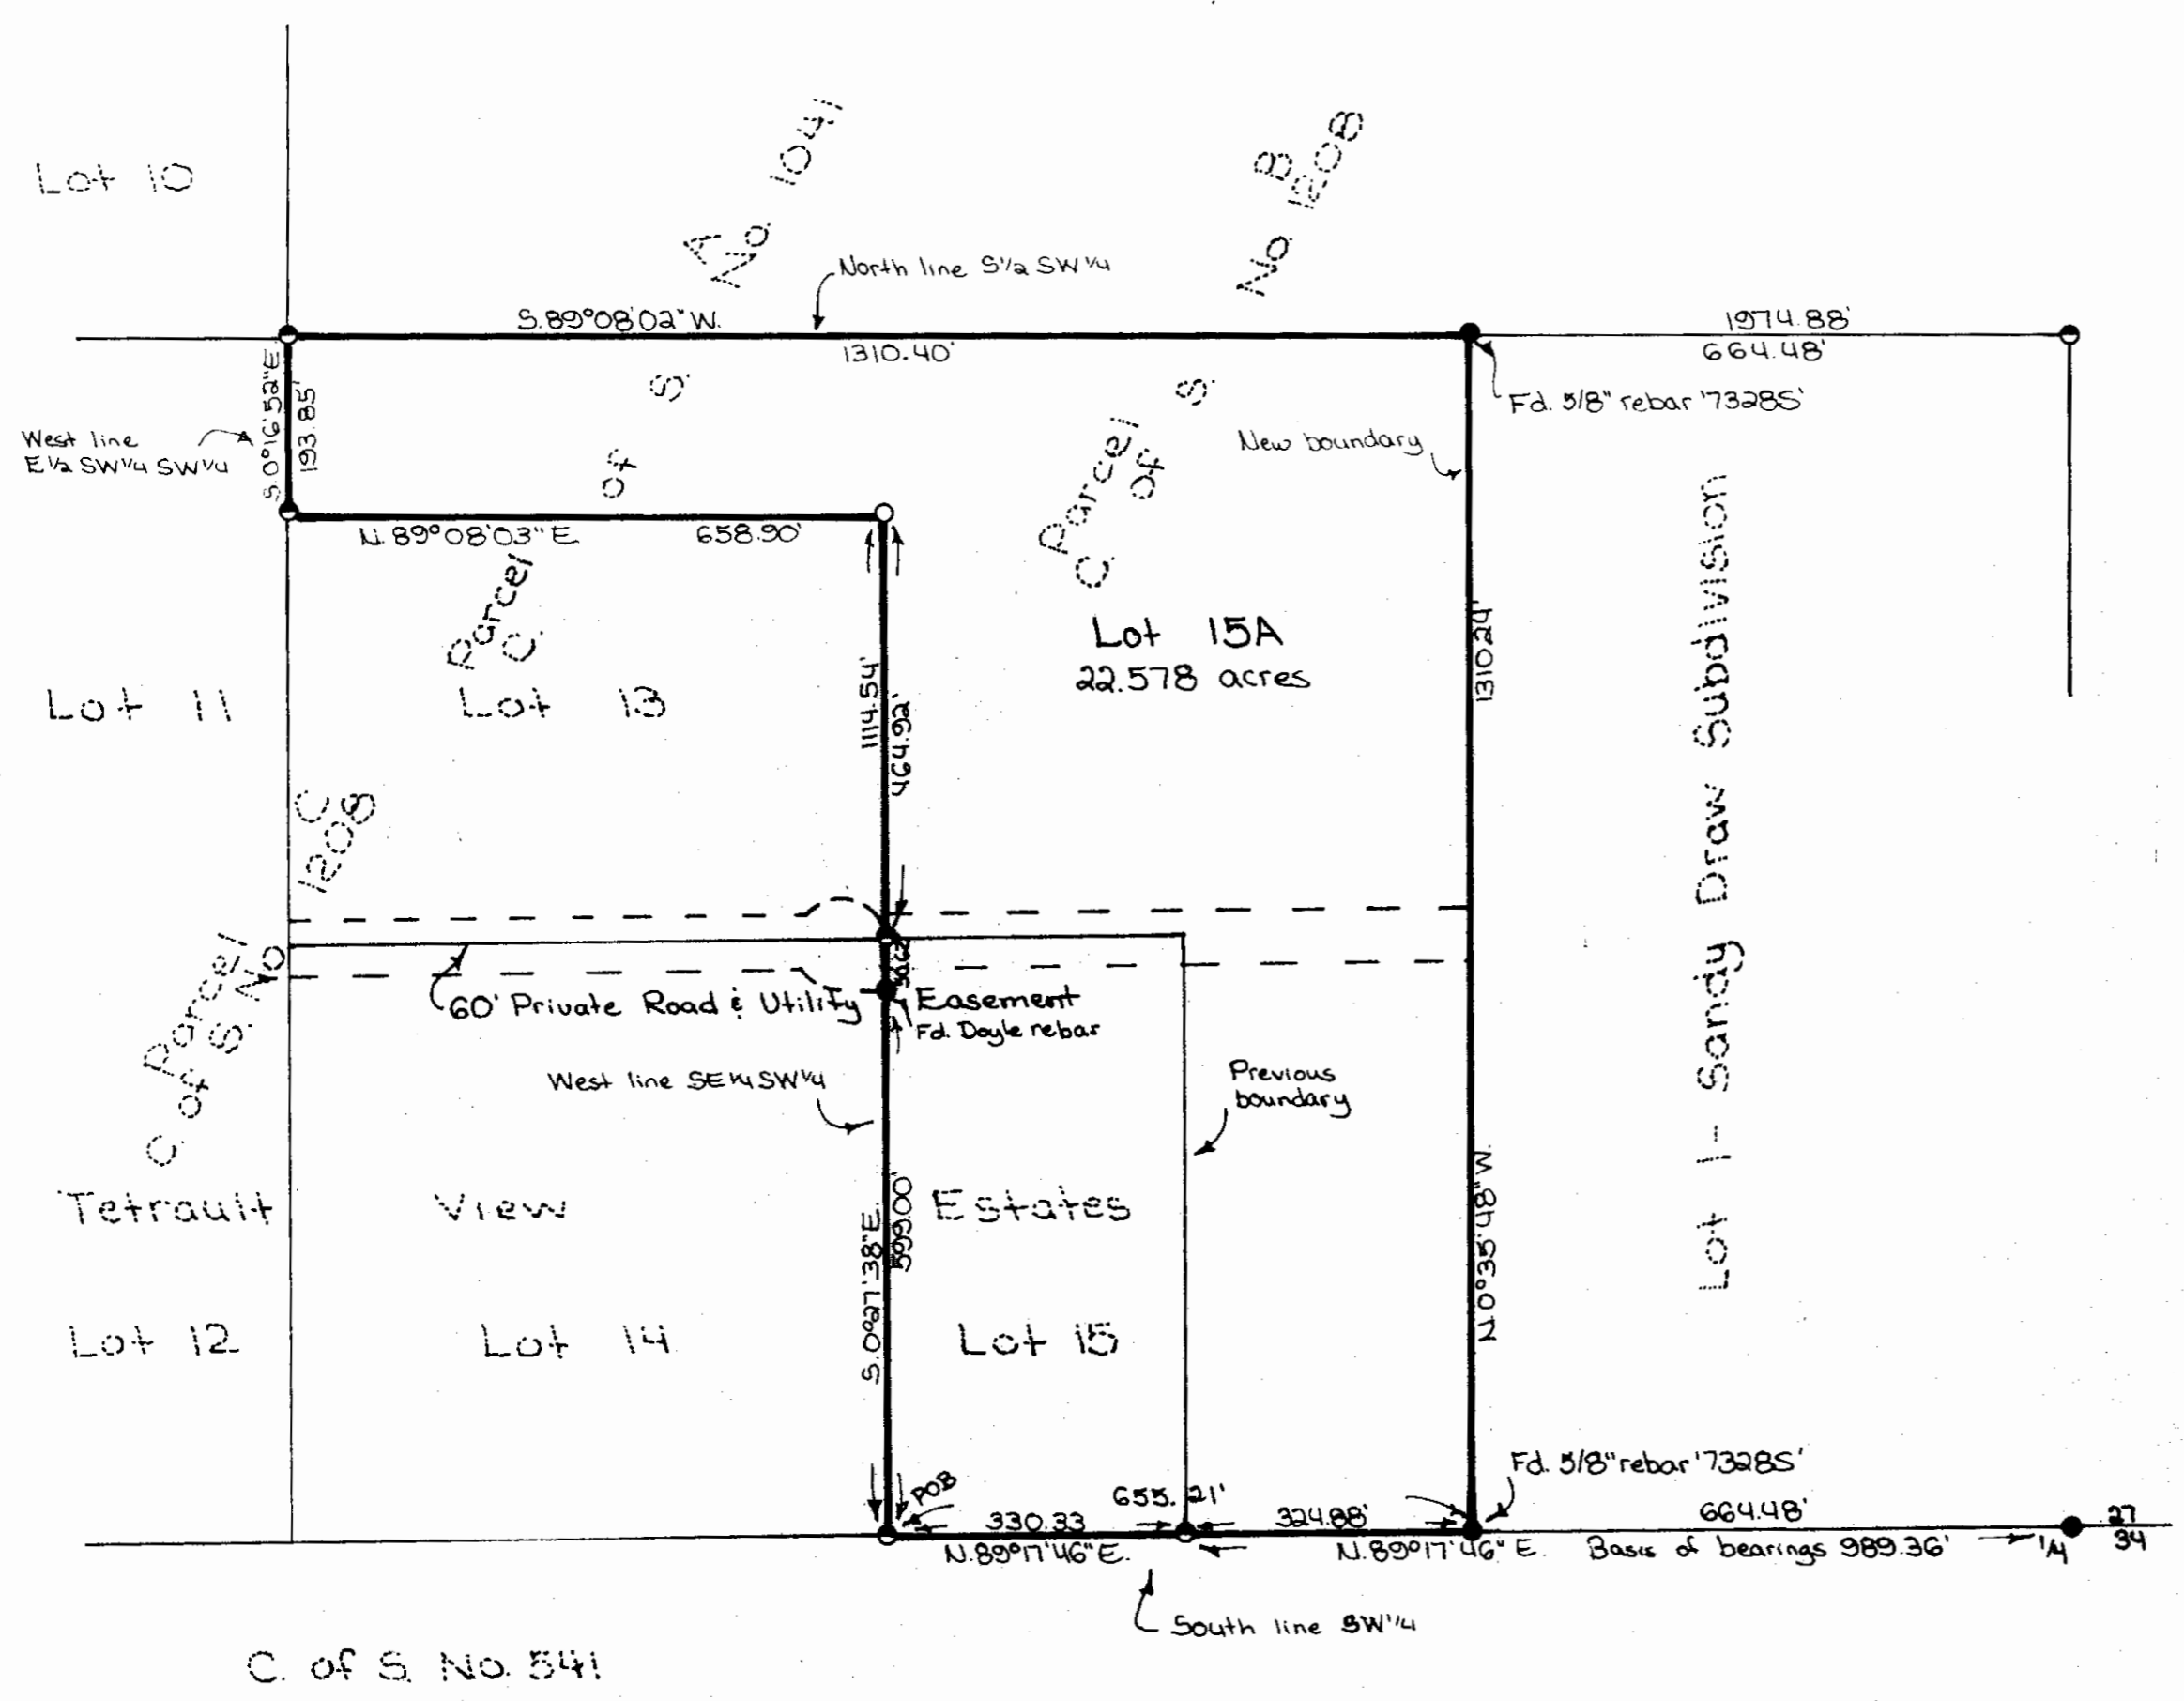 Lot 10
A
No. 1041
B
No. 1208
North line S½ SW¼
S.89°08'02"W.
1310.40'
1974.88'
664.48'
Fd. 5/8" rebar '7328S'
S.0°16'52"E
193.85'
West line
E½ SW¼ SW¼
S.
of
Parcel
C.
S.
Parcel
of
C.
New boundary
N.89°08'03"E
658.90'
Lot 15A
22.578 acres
Lot 11
Lot 13
1114.54'
464.92'
1310.24'
Lot 1 - Sandy Draw Subdivision
C
1208
Parcel
S. No
C. of
60' Private Road & Utility Easement
Fd. Doyle rebar
West line SE¼ SW¼
Previous
boundary
Tetrault View Estates
S.0°27'38"E.
599.00'
N.0°35'48"W.
Lot 12
Lot 14
Lot 15
POB
655.21'
330.33
324.88'
Fd. 5/8" rebar '7328S'
664.48'
N.89°17'46"E.
N.89°17'46"E. Basis of bearings 989.36'
1/4
27
34
South line SW¼
C. of S. No. 541